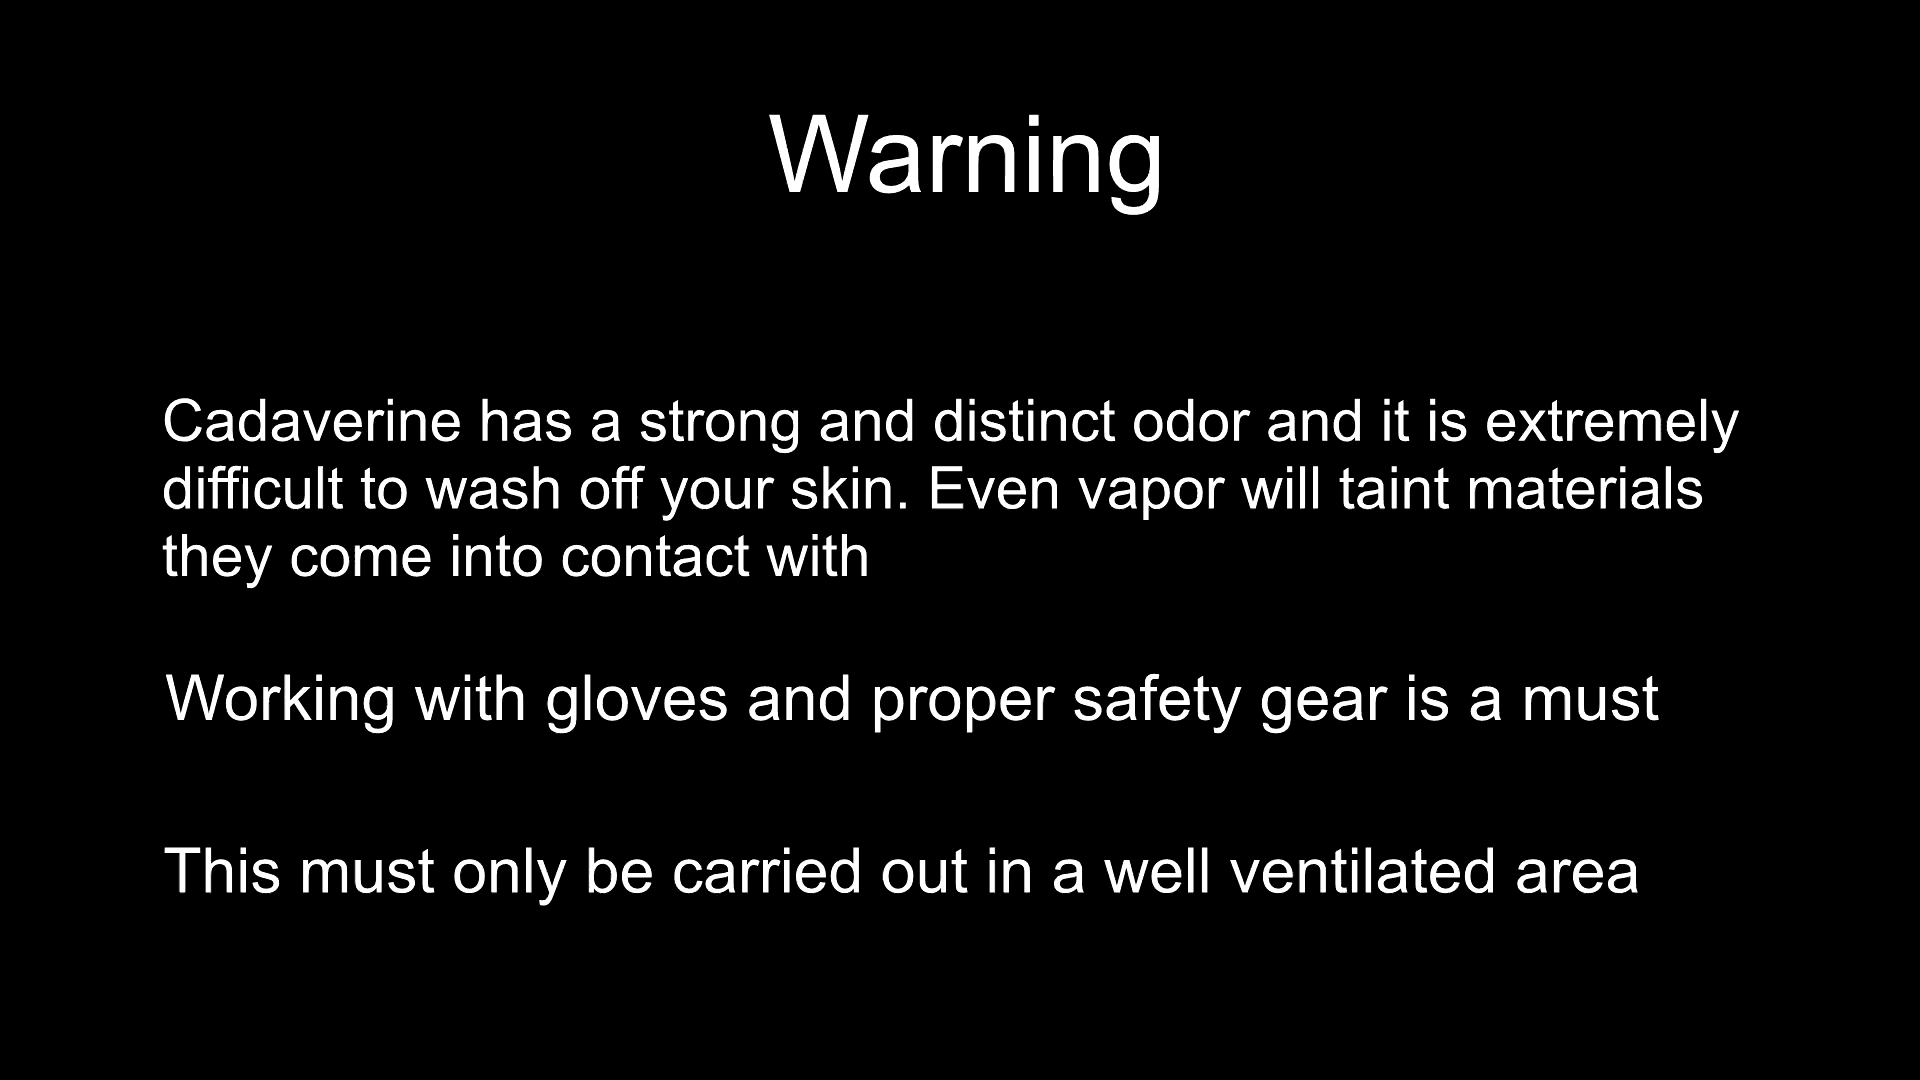 Warning
Cadaverine has a strong and distinct odor and it is extremely
difficult to wash off your skin. Even vapor will taint materials
they come into contact with
Working with gloves and proper safety gear is a must
This must only be carried out in a well ventilated area